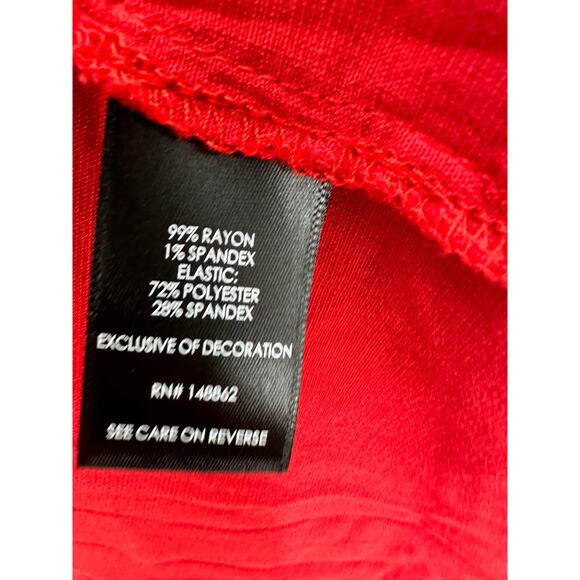 99% RAYON
1% SPANDEX
ELASTIC:
72% POLYESTER
28% SPANDEX
EXCLUSIVE OF DECORATION
RN# 148862
SEE CARE ON REVERSE